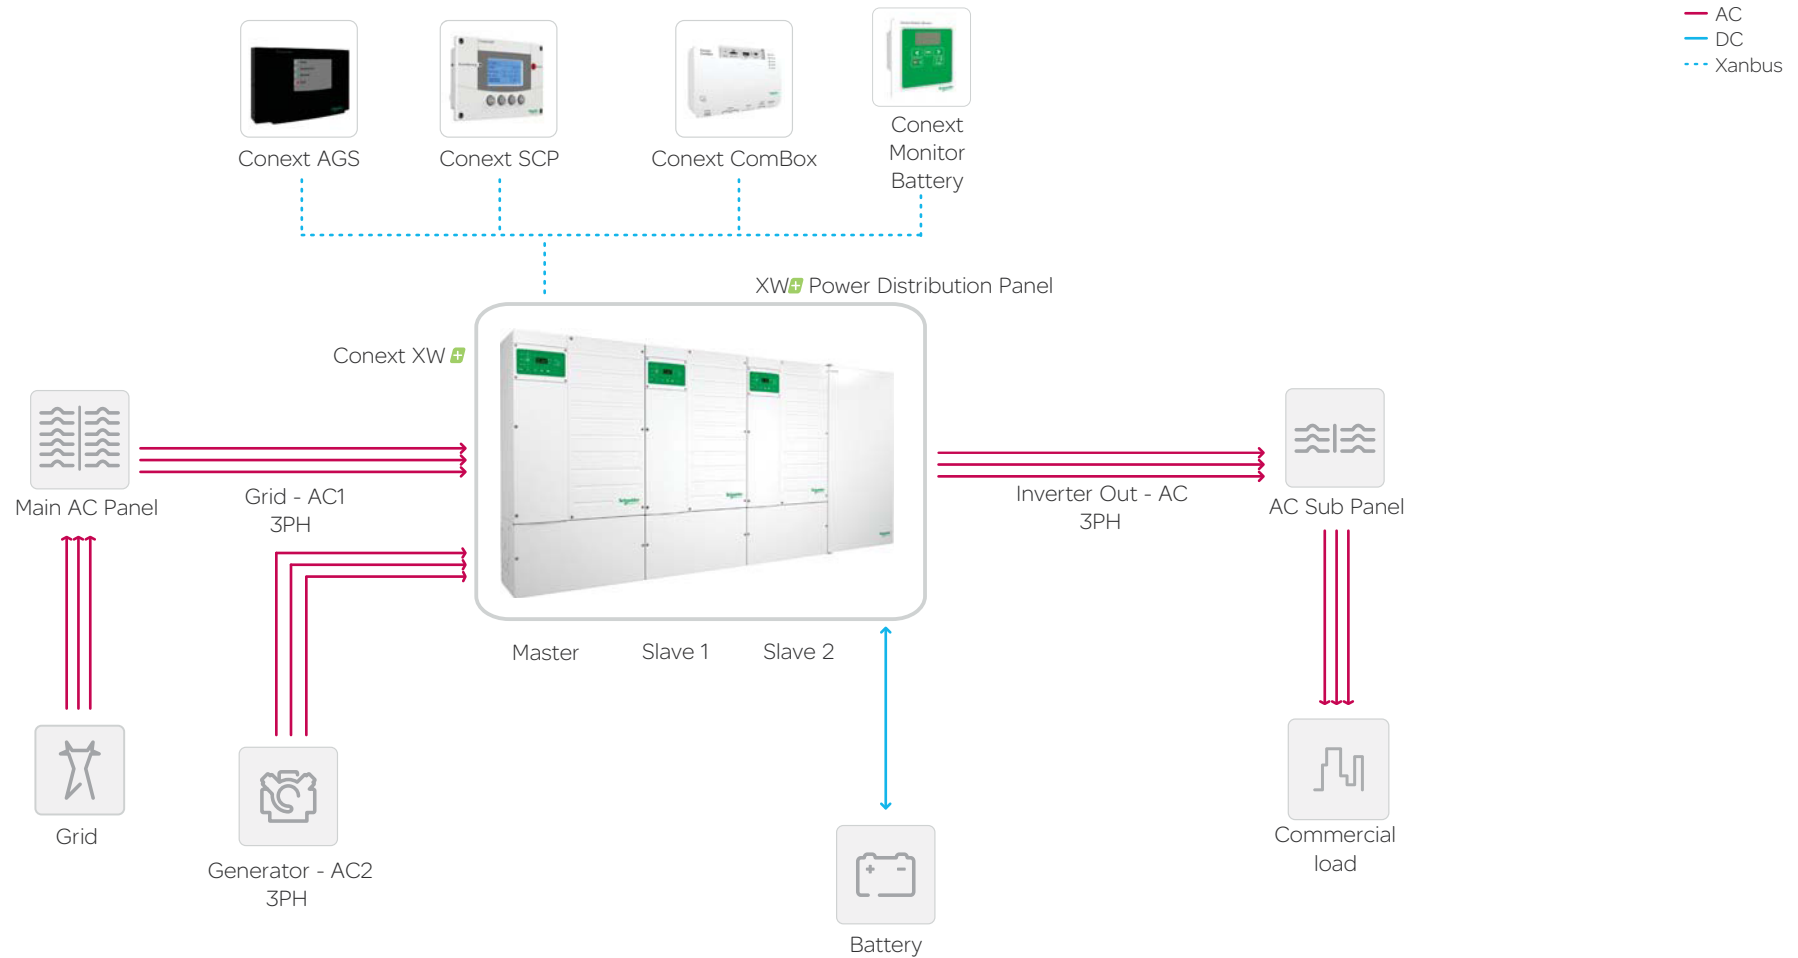 AC
DC
Xanbus
Conext AGS
Conext SCP
Conext ComBox
Conext
Monitor
Battery
XW+ Power Distribution Panel
Conext XW+
Main AC Panel
Grid - AC1
3PH
Inverter Out - AC
3PH
AC Sub Panel
Master
Slave 1
Slave 2
Grid
Generator - AC2
3PH
Battery
Commercial
load